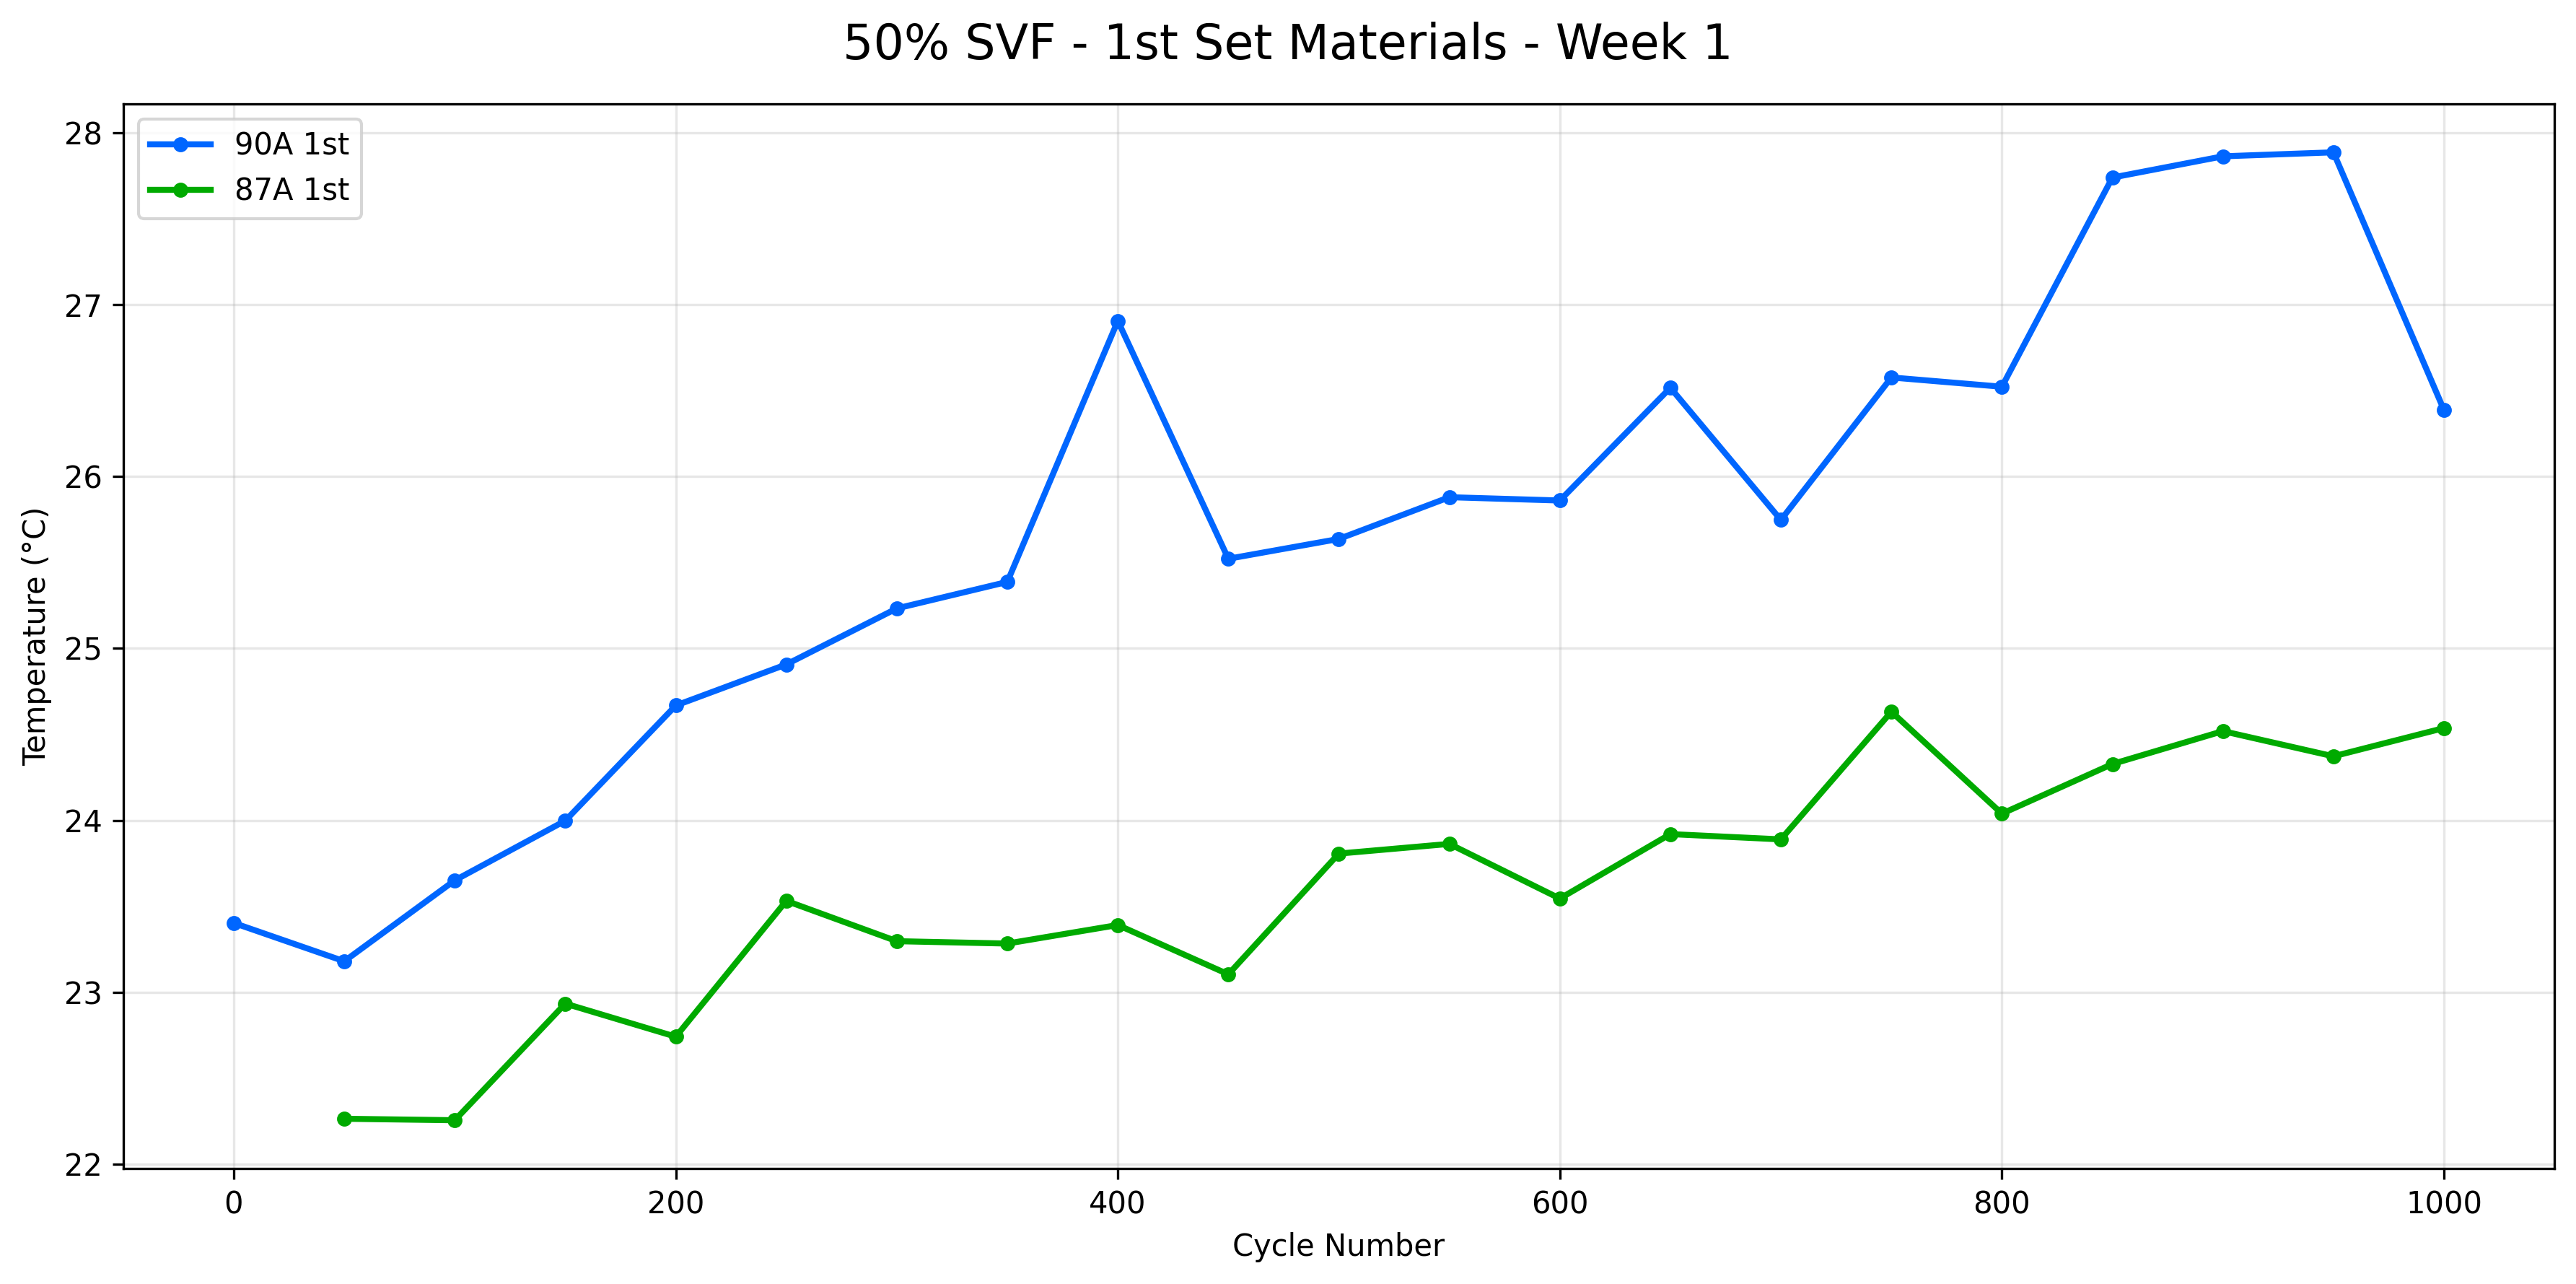 50% SVF - 1st Set Materials - Week 1
90A 1st
87A 1st
Temperature (°C)
28
27
26
25
24
23
22
0 200 400 600 800 1000
Cycle Number